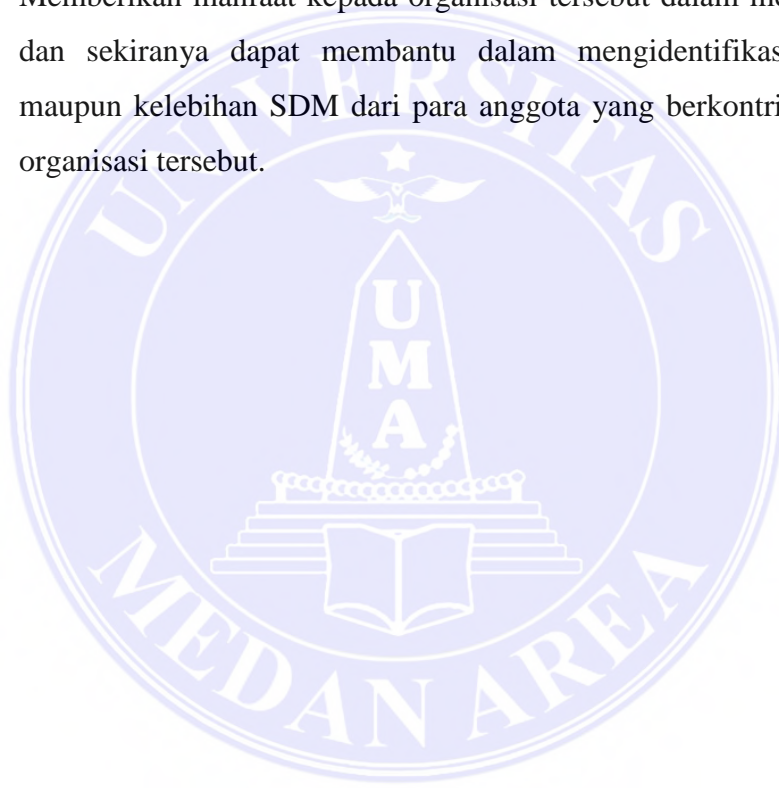 Memberikan manfaat kepada organisasi tersebut dalam
dan sekiranya dapat membantu dalam
maupun kelebihan SDM dari para anggota yang
organisasi tersebut.
UNIVERSITAS
UMA
MEDAN AREA